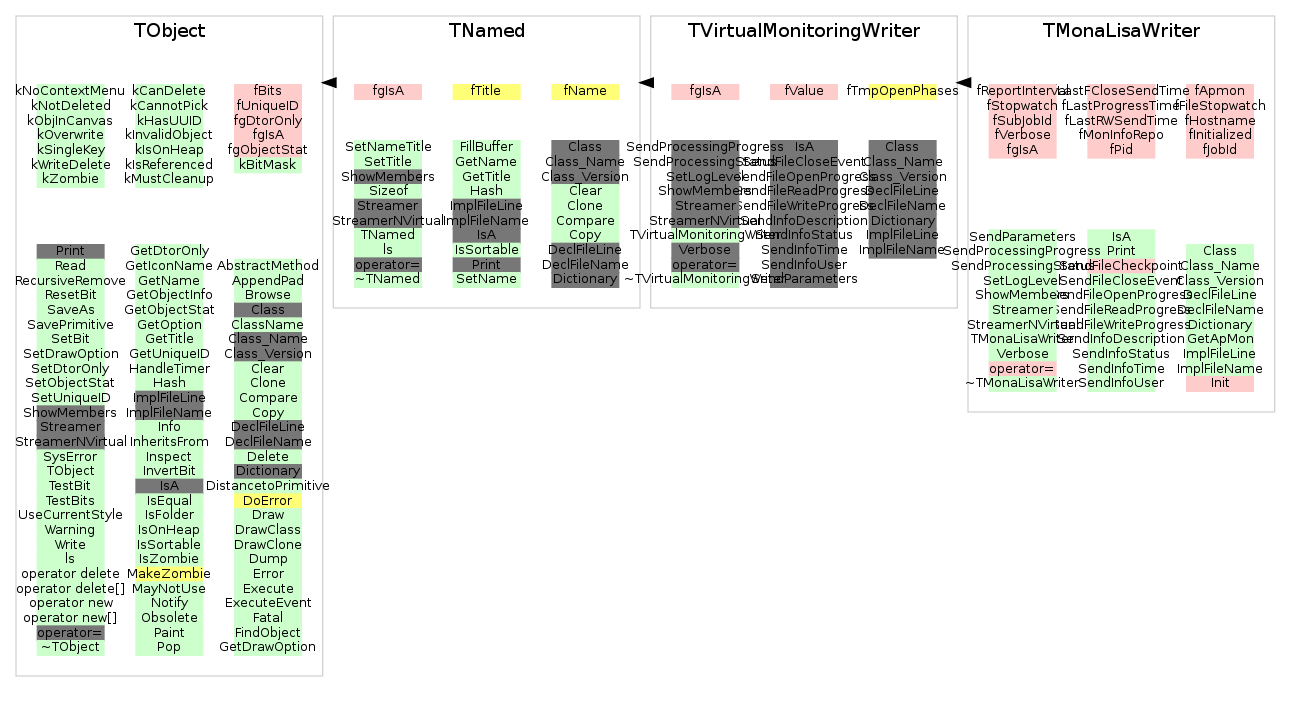 TObject
kNoContextMenu kCanDelete fBits
kNotDeleted kCannotPick fUniqueID
kObjInCanvas kHasUUID fgDtorOnly
kOverwrite kInvalidObject fgIsA
kSingleKey kIsOnHeap fgObjectStat
kWriteDelete kIsReferenced kBitMask
kZombie kMustCleanup
Print GetDtorOnly
Read GetIconName AbstractMethod
RecursiveRemove GetName AppendPad
ResetBit GetObjectInfo Browse
SaveAs GetObjectStat Class
SavePrimitive GetOption ClassName
SetBit GetTitle Class_Name
SetDrawOption GetUniqueID Class_Version
SetDtorOnly HandleTimer Clear
SetObjectStat Hash Clone
SetUniqueID ImplFileLine Compare
ShowMembers ImplFileName Copy
Streamer Info DeclFileLine
StreamerNVirtual InheritsFrom DeclFileName
SysError Inspect Delete
TObject InvertBit Dictionary
TestBit IsA DistancetoPrimitive
TestBits IsEqual DoError
UseCurrentStyle IsFolder Draw
Warning IsOnHeap DrawClass
Write IsSortable DrawClone
ls IsZombie Dump
operator delete MakeZombie Error
operator delete[] MayNotUse Execute
operator new Notify ExecuteEvent
operator new[] Obsolete Fatal
operator= Paint FindObject
~TObject Pop GetDrawOption
TNamed
fgIsA fTitle fName
SetNameTitle FillBuffer Class
SetTitle GetName Class_Name
ShowMembers GetTitle Class_Version
Sizeof Hash Clear
Streamer ImplFileLine Clone
StreamerNVirtual ImplFileName Compare
TNamed IsA Copy
ls IsSortable DeclFileLine
operator= Print DeclFileName
~TNamed SetName Dictionary
TVirtualMonitoringWriter
fgIsA fValue fTmpOpenPhases
SendProcessingProgress IsA Class
SendProcessingStatus SendFileCloseEvent Class_Name
SetLogLevel SendFileOpenProgress Class_Version
ShowMembers SendFileReadProgress DeclFileLine
Streamer SendFileWriteProgress DeclFileName
StreamerNVirtual SendInfoDescription Dictionary
TVirtualMonitoringWriter SendInfoStatus ImplFileLine
Verbose SendInfoTime ImplFileName
operator= SendInfoUser
~TVirtualMonitoringWriter SendParameters
TMonaLisaWriter
fReportInterval fLastFCloseSendTime fApmon
fStopwatch fLastProgressTime fFileStopwatch
fSubJobId fLastRWSendTime fHostname
fVerbose fMonInfoRepo fInitialized
fgIsA fPid fJobId
SendParameters IsA
SendProcessingProgress Print Class
SendProcessingStatus SendFileCheckpoint Class_Name
SetLogLevel SendFileCloseEvent Class_Version
ShowMembers SendFileOpenProgress DeclFileLine
Streamer SendFileReadProgress DeclFileName
StreamerNVirtual SendFileWriteProgress Dictionary
TMonaLisaWriter SendInfoDescription GetApMon
Verbose SendInfoStatus ImplFileLine
operator= SendInfoTime ImplFileName
~TMonaLisaWriter SendInfoUser Init